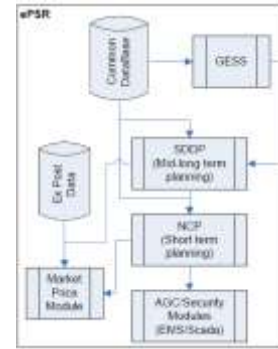 ePSR
Common
DataBase
GESS
SDDP
(Mid-long term
planning)
Ex Post
Data
NCP
(Short term
planning)
Market
Price
Module
AGC/Security
Modules
(EMS/Scada)